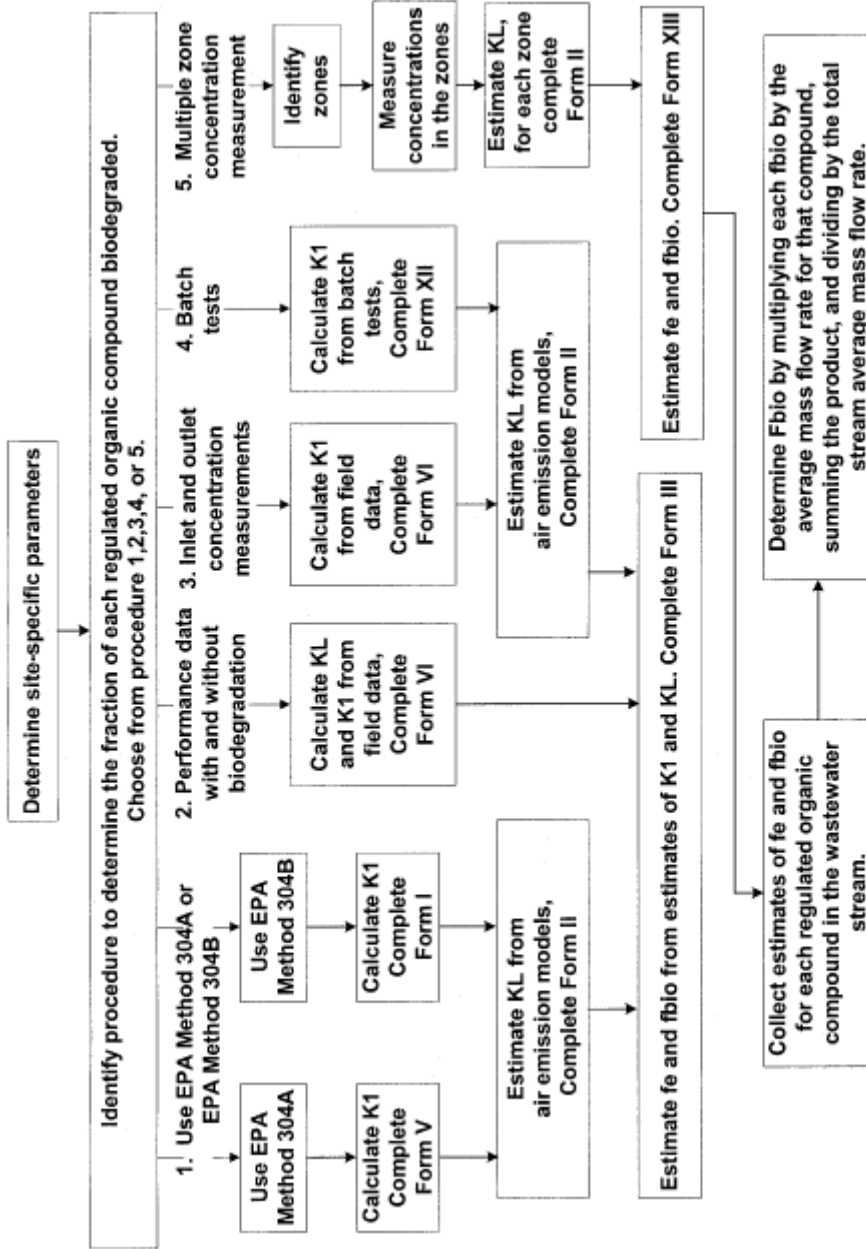 Determine site-specific parameters
Identify procedure to determine the fraction of each regulated organic compound biodegraded.
Choose from procedure 1,2,3,4, or 5.
1. Use EPA Method 304A or
EPA Method 304B
Use EPA
Method 304A
Calculate K1
Complete
Form V
Use EPA
Method 304B
Calculate K1
Complete
Form I
Estimate KL from
air emission models,
Complete Form Ii
2. Performance data
with and without
biodegradation
Calculate KL
and K1 from
field data,
Complete
Form VI
3. Inlet and outlet
concentration
measurements
Calculate K1
from field
data,
Complete
Form VI
4. Batch
tests
Calculate K1
from batch
tests,
Complete
Form XII
Estimate KL from
air emission models,
Complete Form II
5. Multiple zone
concentration
measurement
Identify
zones
Measure
concentrations
in the zones
Estimate KL,
for each zone
complete
Form II
Estimate fe and fbio from estimates of K1 and KL. Complete Form III
Estimate fe and fbio. Complete Form XIII
Collect estimates of fe and fbio
for each regulated organic
compound in the wastewater
stream.
Determine Fbio by multiplying each fbio by the
average mass flow rate for that compound,
summing the product, and dividing by the total
stream average mass flow rate.